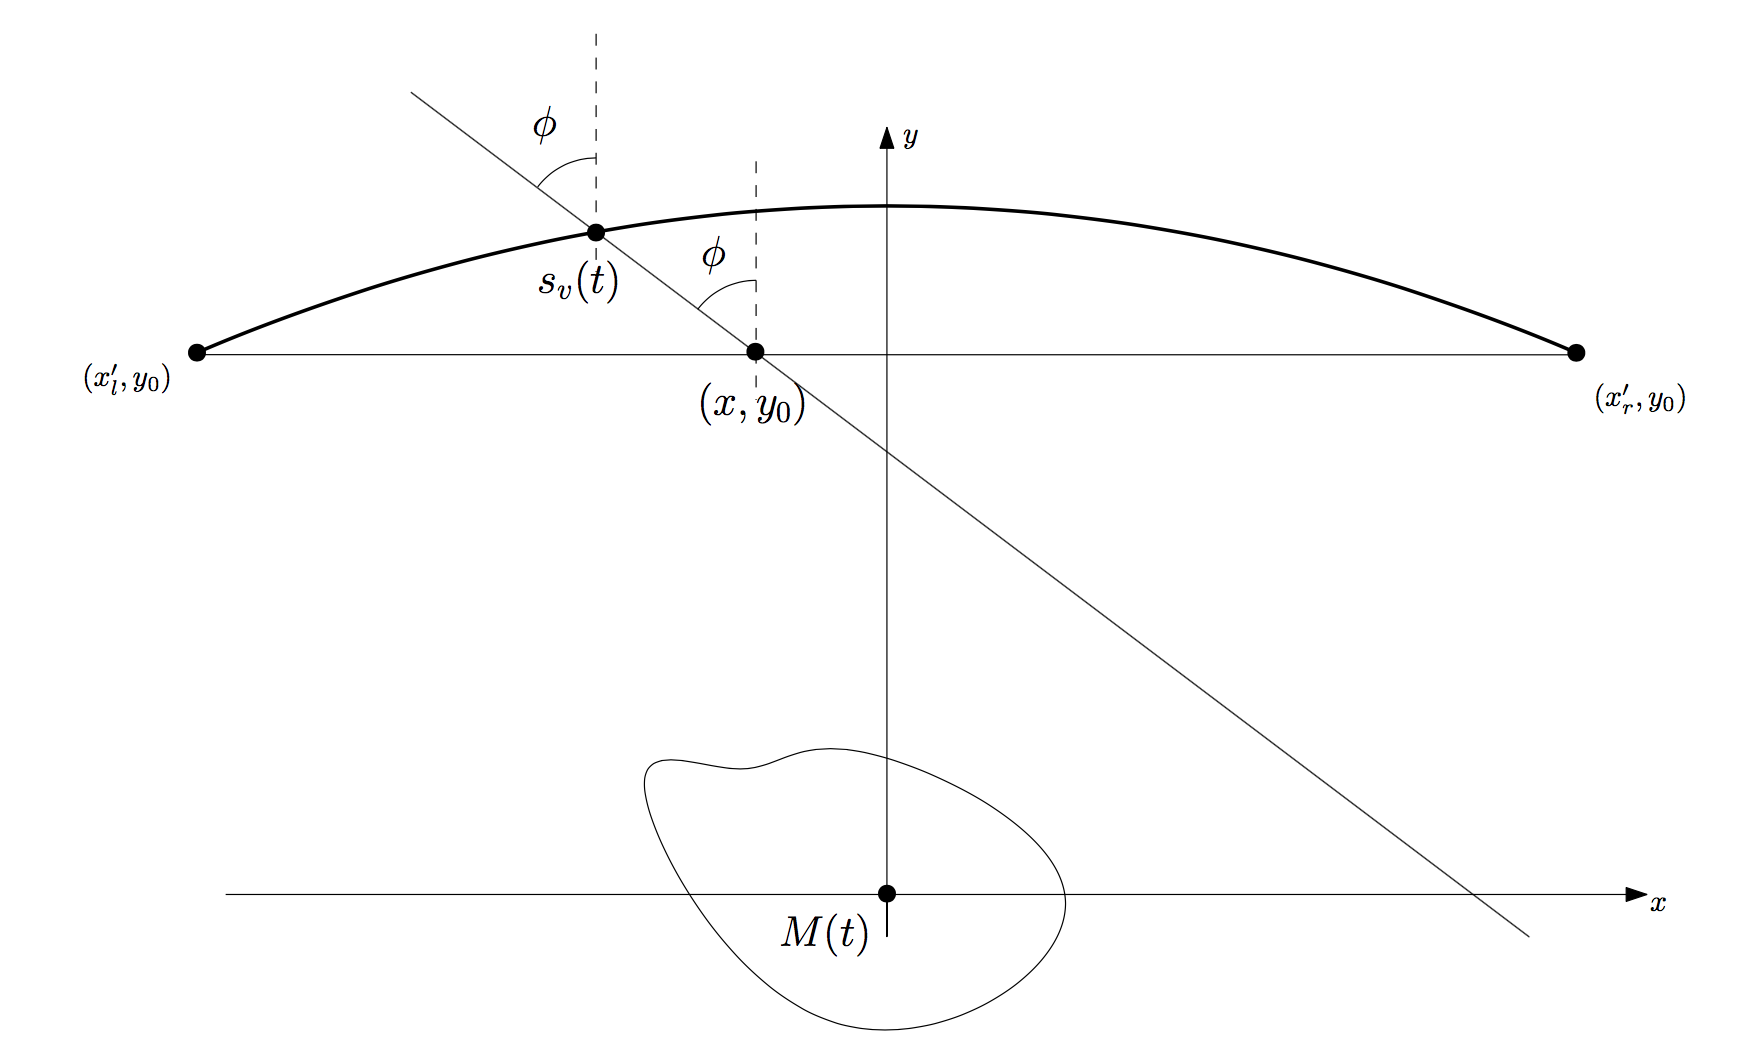 ϕ
y
ϕ
s_v(t)
(x'_l, y_0)
(x, y_0)
(x'_r, y_0)
x
M(t)